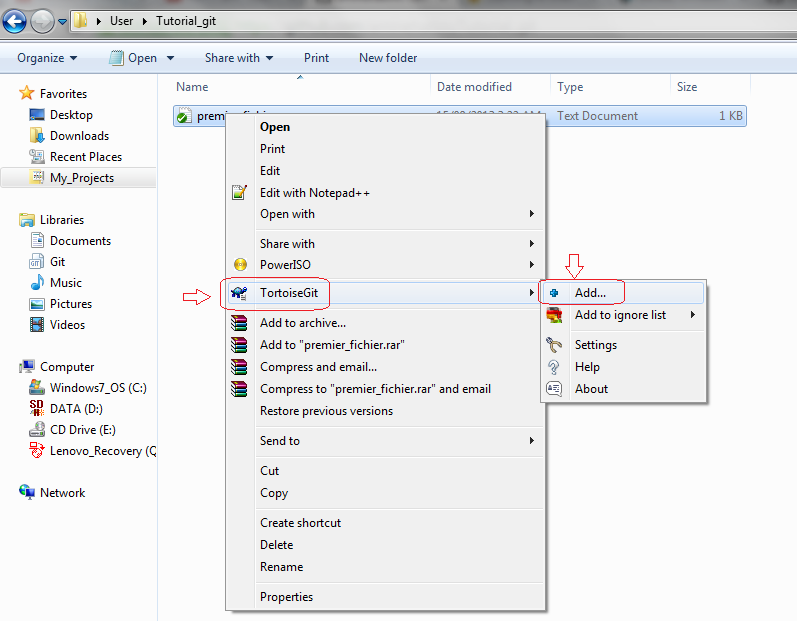 User Tutorial_git
Organize Open Share with Print New folder
Name Date modified Type Size
Favorites
Desktop
Downloads
Recent Places
My_Projects
Libraries
Documents
Git
Music
Pictures
Videos
Computer
Windows7_OS (C:)
DATA (D:)
CD Drive (E:)
Lenovo_Recovery (Q
Network
Text Document 1 KB
Open
Print
Edit
Edit with Notepad++
Open with
Share with
PowerISO
TortoiseGit
Add to archive...
Add to "premier_fichier.rar"
Compress and email...
Compress to "premier_fichier.rar" and email
Restore previous versions
Send to
Cut
Copy
Create shortcut
Delete
Rename
Properties
Add...
Add to ignore list
Settings
Help
About